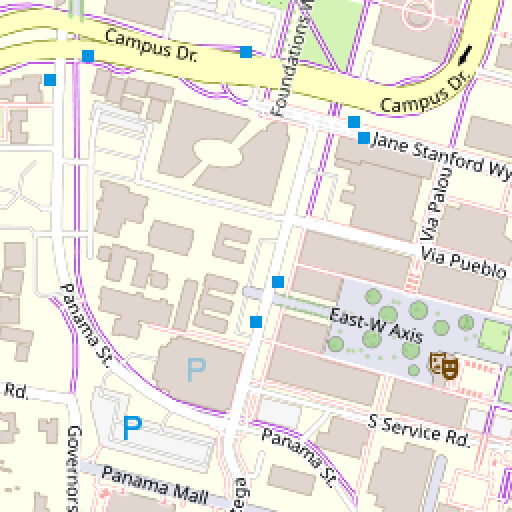 Campus Dr.
Foundations W
Campus Dr.
Jane Stanford Wy
Via Palou
Via Pueblo
East-W Axis
Panama St.
P
Rd.
P
S Service Rd.
Governors
Panama St.
Panama Mall
tega